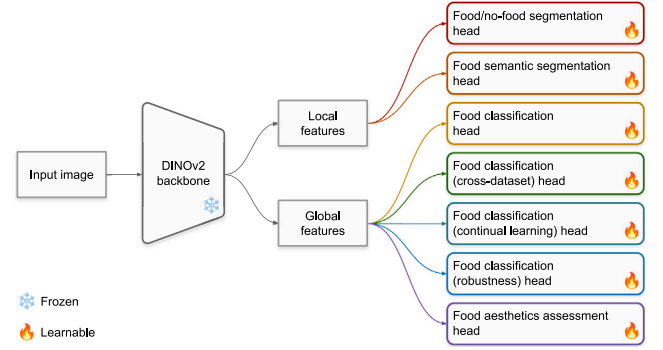 Input image
DINOv2
backbone
Local
features
Global
features
Food/no-food segmentation
head
Food semantic segmentation
head
Food classification
head
Food classification
(cross-dataset) head
Food classification
(continual learning) head
Food classification
(robustness) head
Food aesthetics assessment
head
Frozen
Learnable